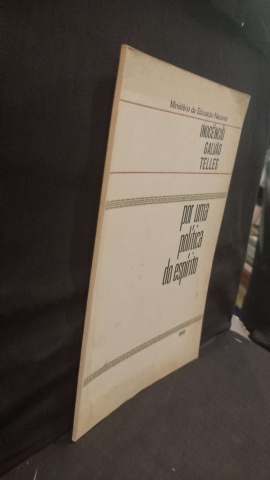 Ministério da Educação Nacional
INOCÊNCIO
GALVÃO
TELLES
por uma
política
do espírito